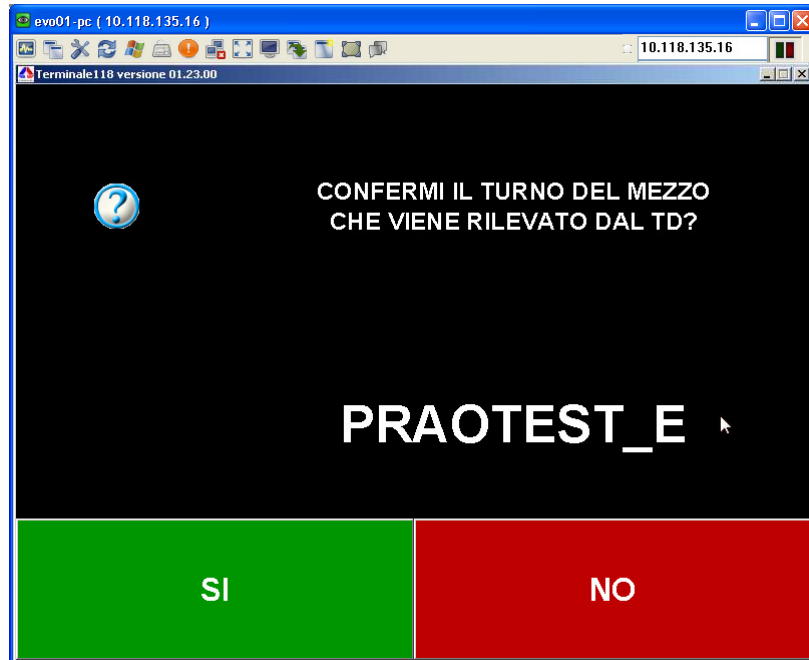 evo01-pc ( 10.118.135.16 )
10.118.135.16
Terminale118 versione 01.23.00
CONFERMI IL TURNO DEL MEZZO
CHE VIENE RILEVATO DAL TD?
PRAOTEST_E
SI
NO